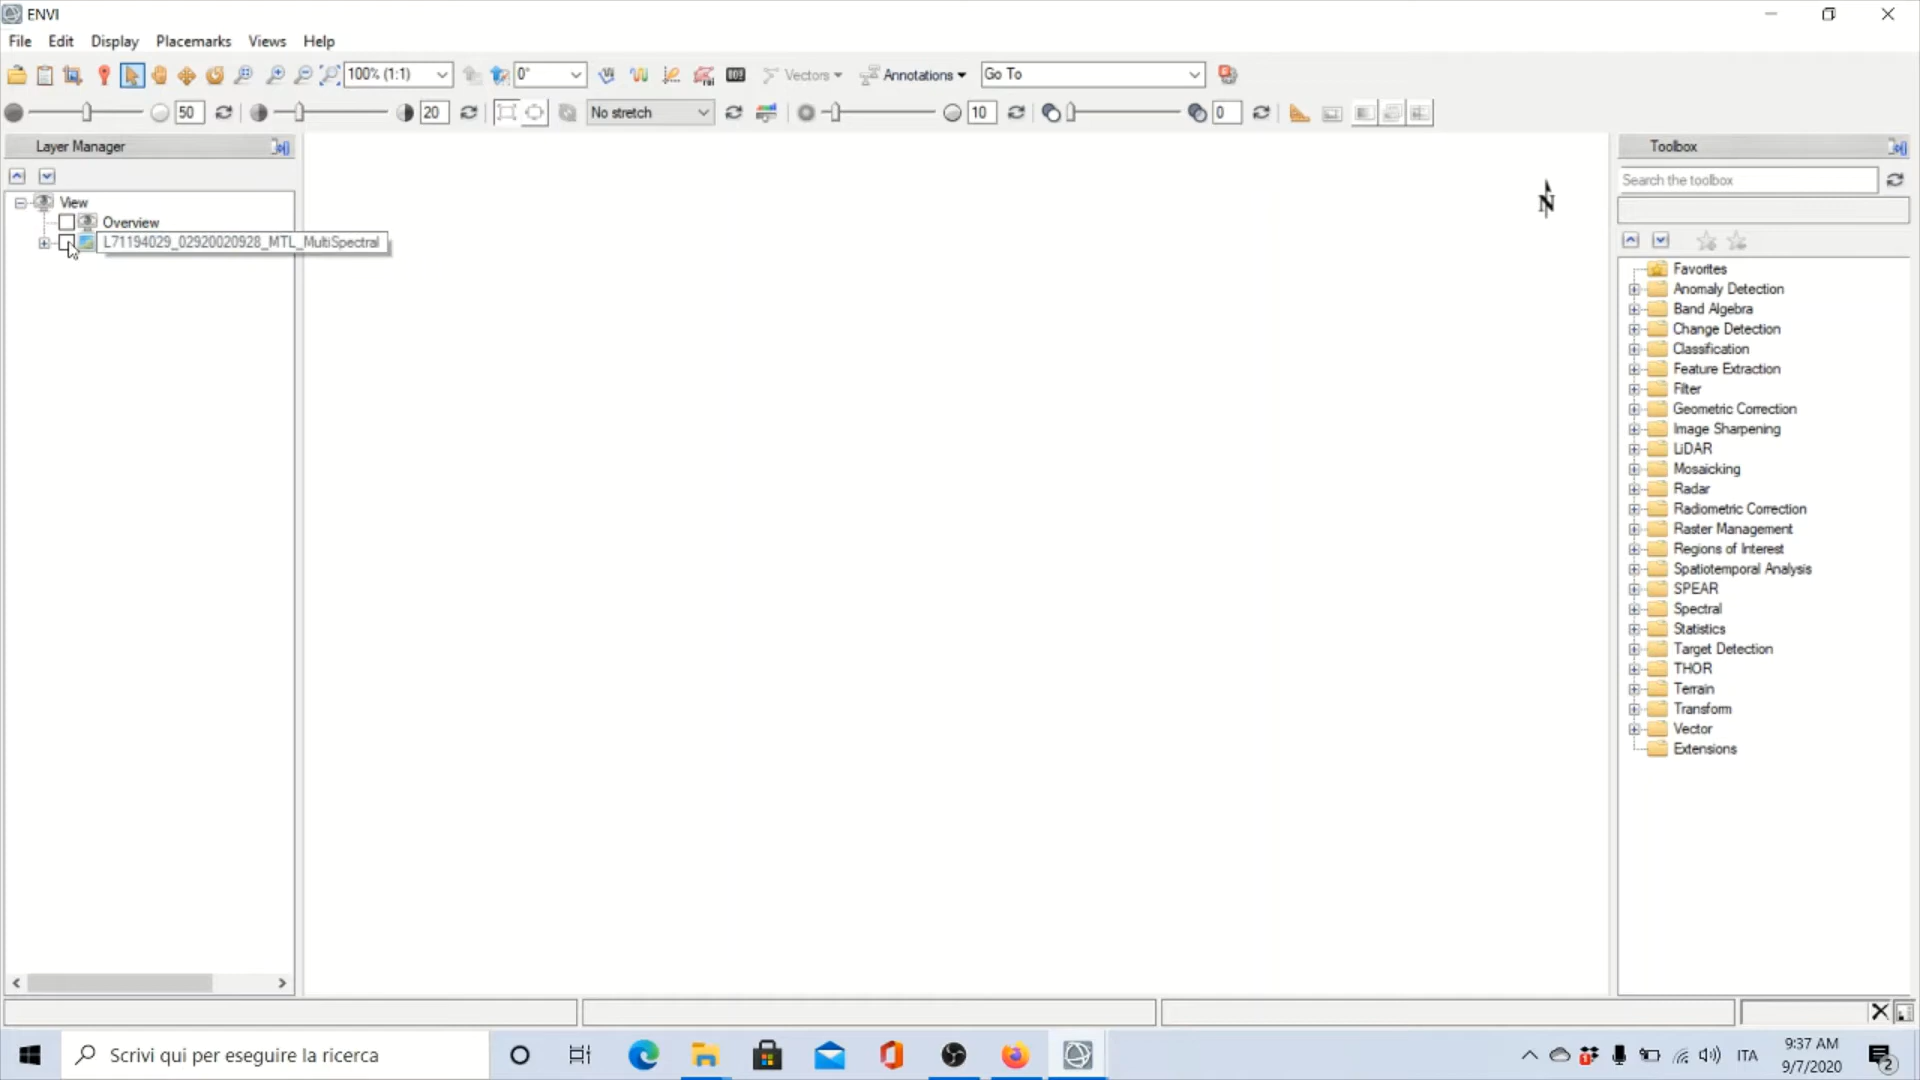 ENVI
File Edit Display Placemarks Views Help
100% (1:1) 0° Vectors Annotations Go To
50 20 No stretch 10 0
Layer Manager
View
Overview
L71194029_02920020928_MTL_MultiSpectral
N
Toolbox
Search the toolbox
Favorites
Anomaly Detection
Band Algebra
Change Detection
Classification
Feature Extraction
Filter
Geometric Correction
Image Sharpening
LiDAR
Mosaicking
Radar
Radiometric Correction
Raster Management
Regions of Interest
Spatiotemporal Analysis
SPEAR
Spectral
Statistics
Target Detection
THOR
Terrain
Transform
Vector
Extensions
Scrivi qui per eseguire la ricerca
ITA
9:37 AM
9/7/2020
2